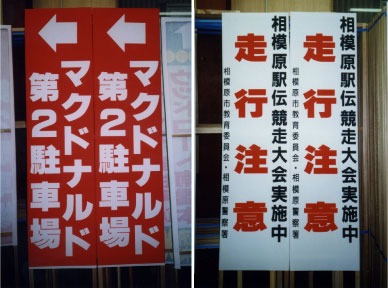 ←
マクドナルド
第2駐車場
←
マクドナルド
第2駐車場
相模原駅伝競走大会実施中
走行注意
相模原市教育委員会・相模原警察署
相模原駅伝競走大会実施中
走行注意
相模原市教育委員会・相模原警察署